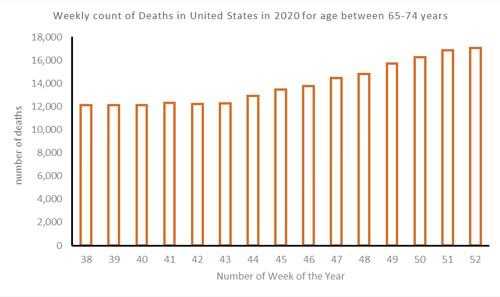 Weekly count of Deaths in United States in 2020 for age between 65-74 years
18,000
16,000
14,000
12,000
10,000
8,000
6,000
4,000
2,000
0
number of deaths
38 39 40 41 42 43 44 45 46 47 48 49 50 51 52
Number of Week of the Year